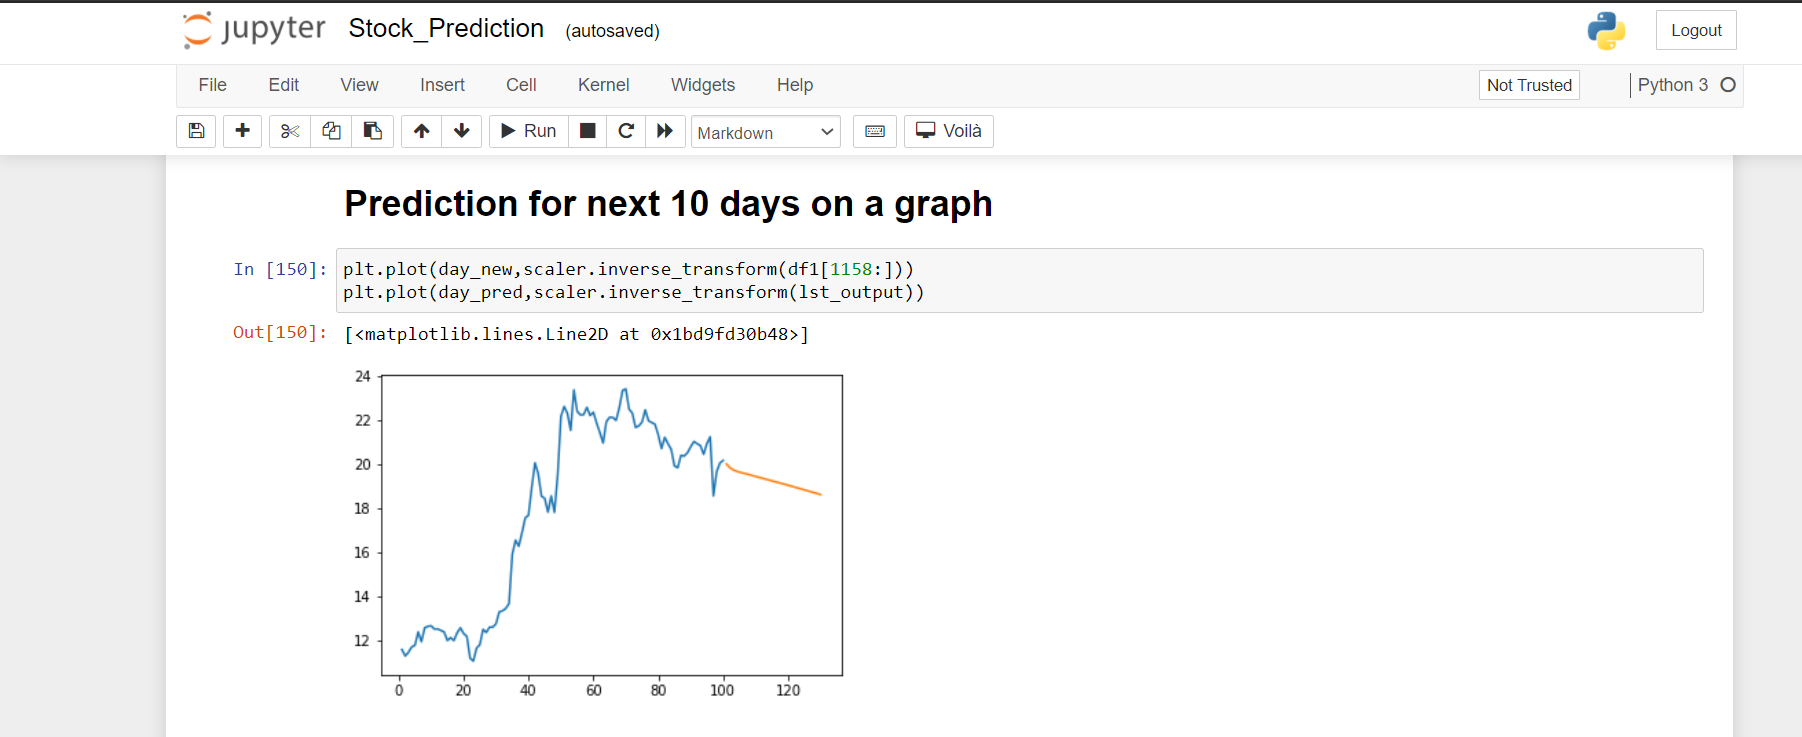 jupyter Stock_Prediction (autosaved) Logout
File Edit View Insert Cell Kernel Widgets Help Not Trusted Python 3
Run Markdown Voilà
Prediction for next 10 days on a graph
In [150]: plt.plot(day_new,scaler.inverse_transform(df1[1158:]))
plt.plot(day_pred,scaler.inverse_transform(lst_output))
Out[150]: [<matplotlib.lines.Line2D at 0x1bd9fd30b48>]
24
22
20
18
16
14
12
0 20 40 60 80 100 120